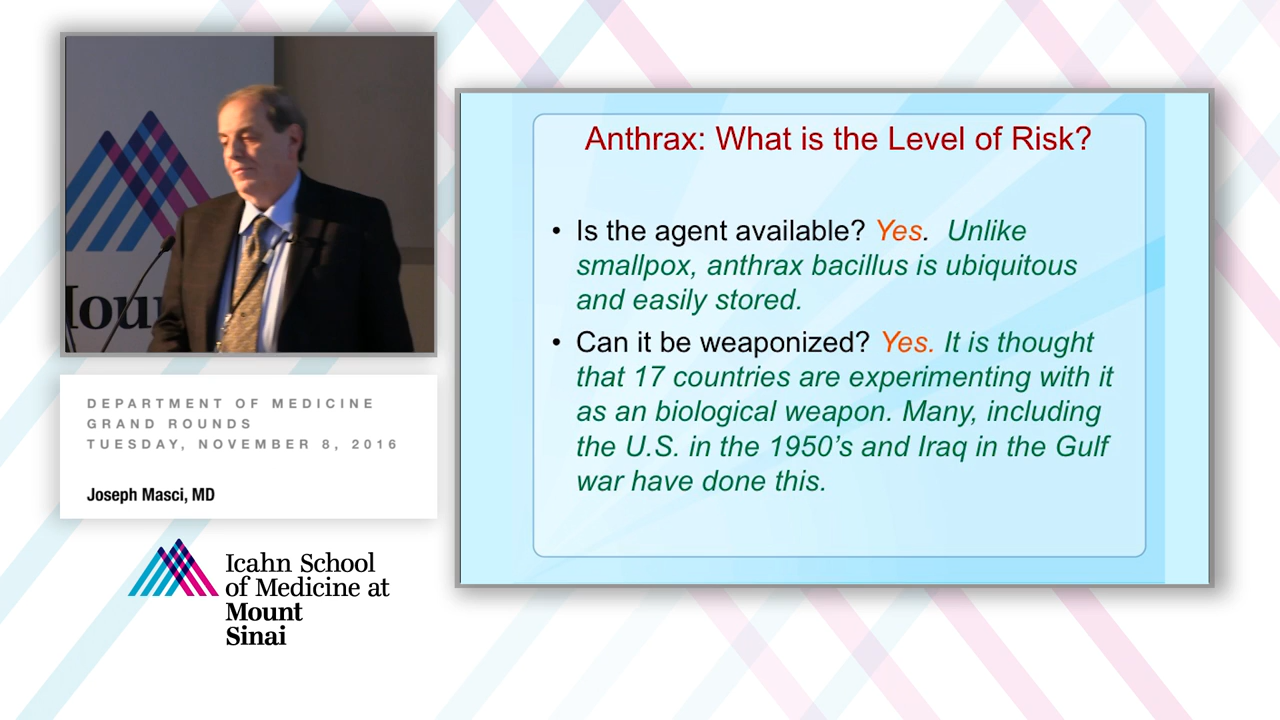 Mour
DEPARTMENT OF MEDICINE
GRAND ROUNDS
TUESDAY, NOVEMBER 8, 2016
Joseph Masci, MD
Icahn School
of Medicine at
Mount
Sinai
Anthrax: What is the Level of Risk?
• Is the agent available? Yes. Unlike
smallpox, anthrax bacillus is ubiquitous
and easily stored.
• Can it be weaponized? Yes. It is thought
that 17 countries are experimenting with it
as an biological weapon. Many, including
the U.S. in the 1950's and Iraq in the Gulf
war have done this.